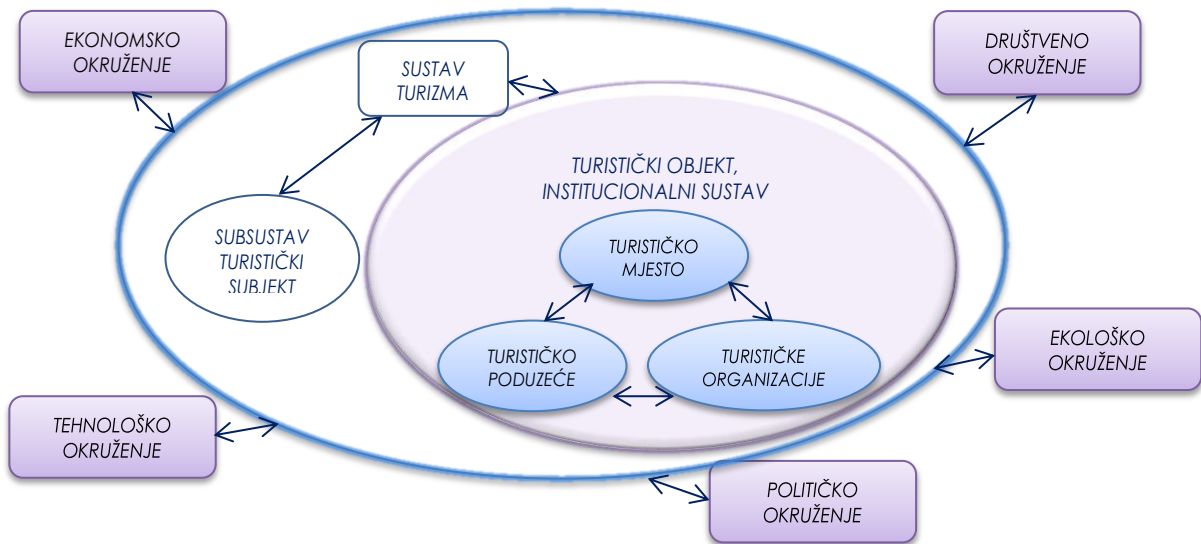 EKONOMSKO
OKRUŽENJE
DRUŠTVENO
OKRUŽENJE
SUSTAV
TURIZMA
TURISTIČKI OBJEKT,
INSTITUCIONALNI SUSTAV
SUBSUSTAV
TURISTIČKI
SUBJEKT
TURISTIČKO
MJESTO
TURISTIČKO
PODUZEĆE
TURISTIČKE
ORGANIZACIJE
EKOLOŠKO
OKRUŽENJE
TEHNOLOŠKO
OKRUŽENJE
POLITIČKO
OKRUŽENJE